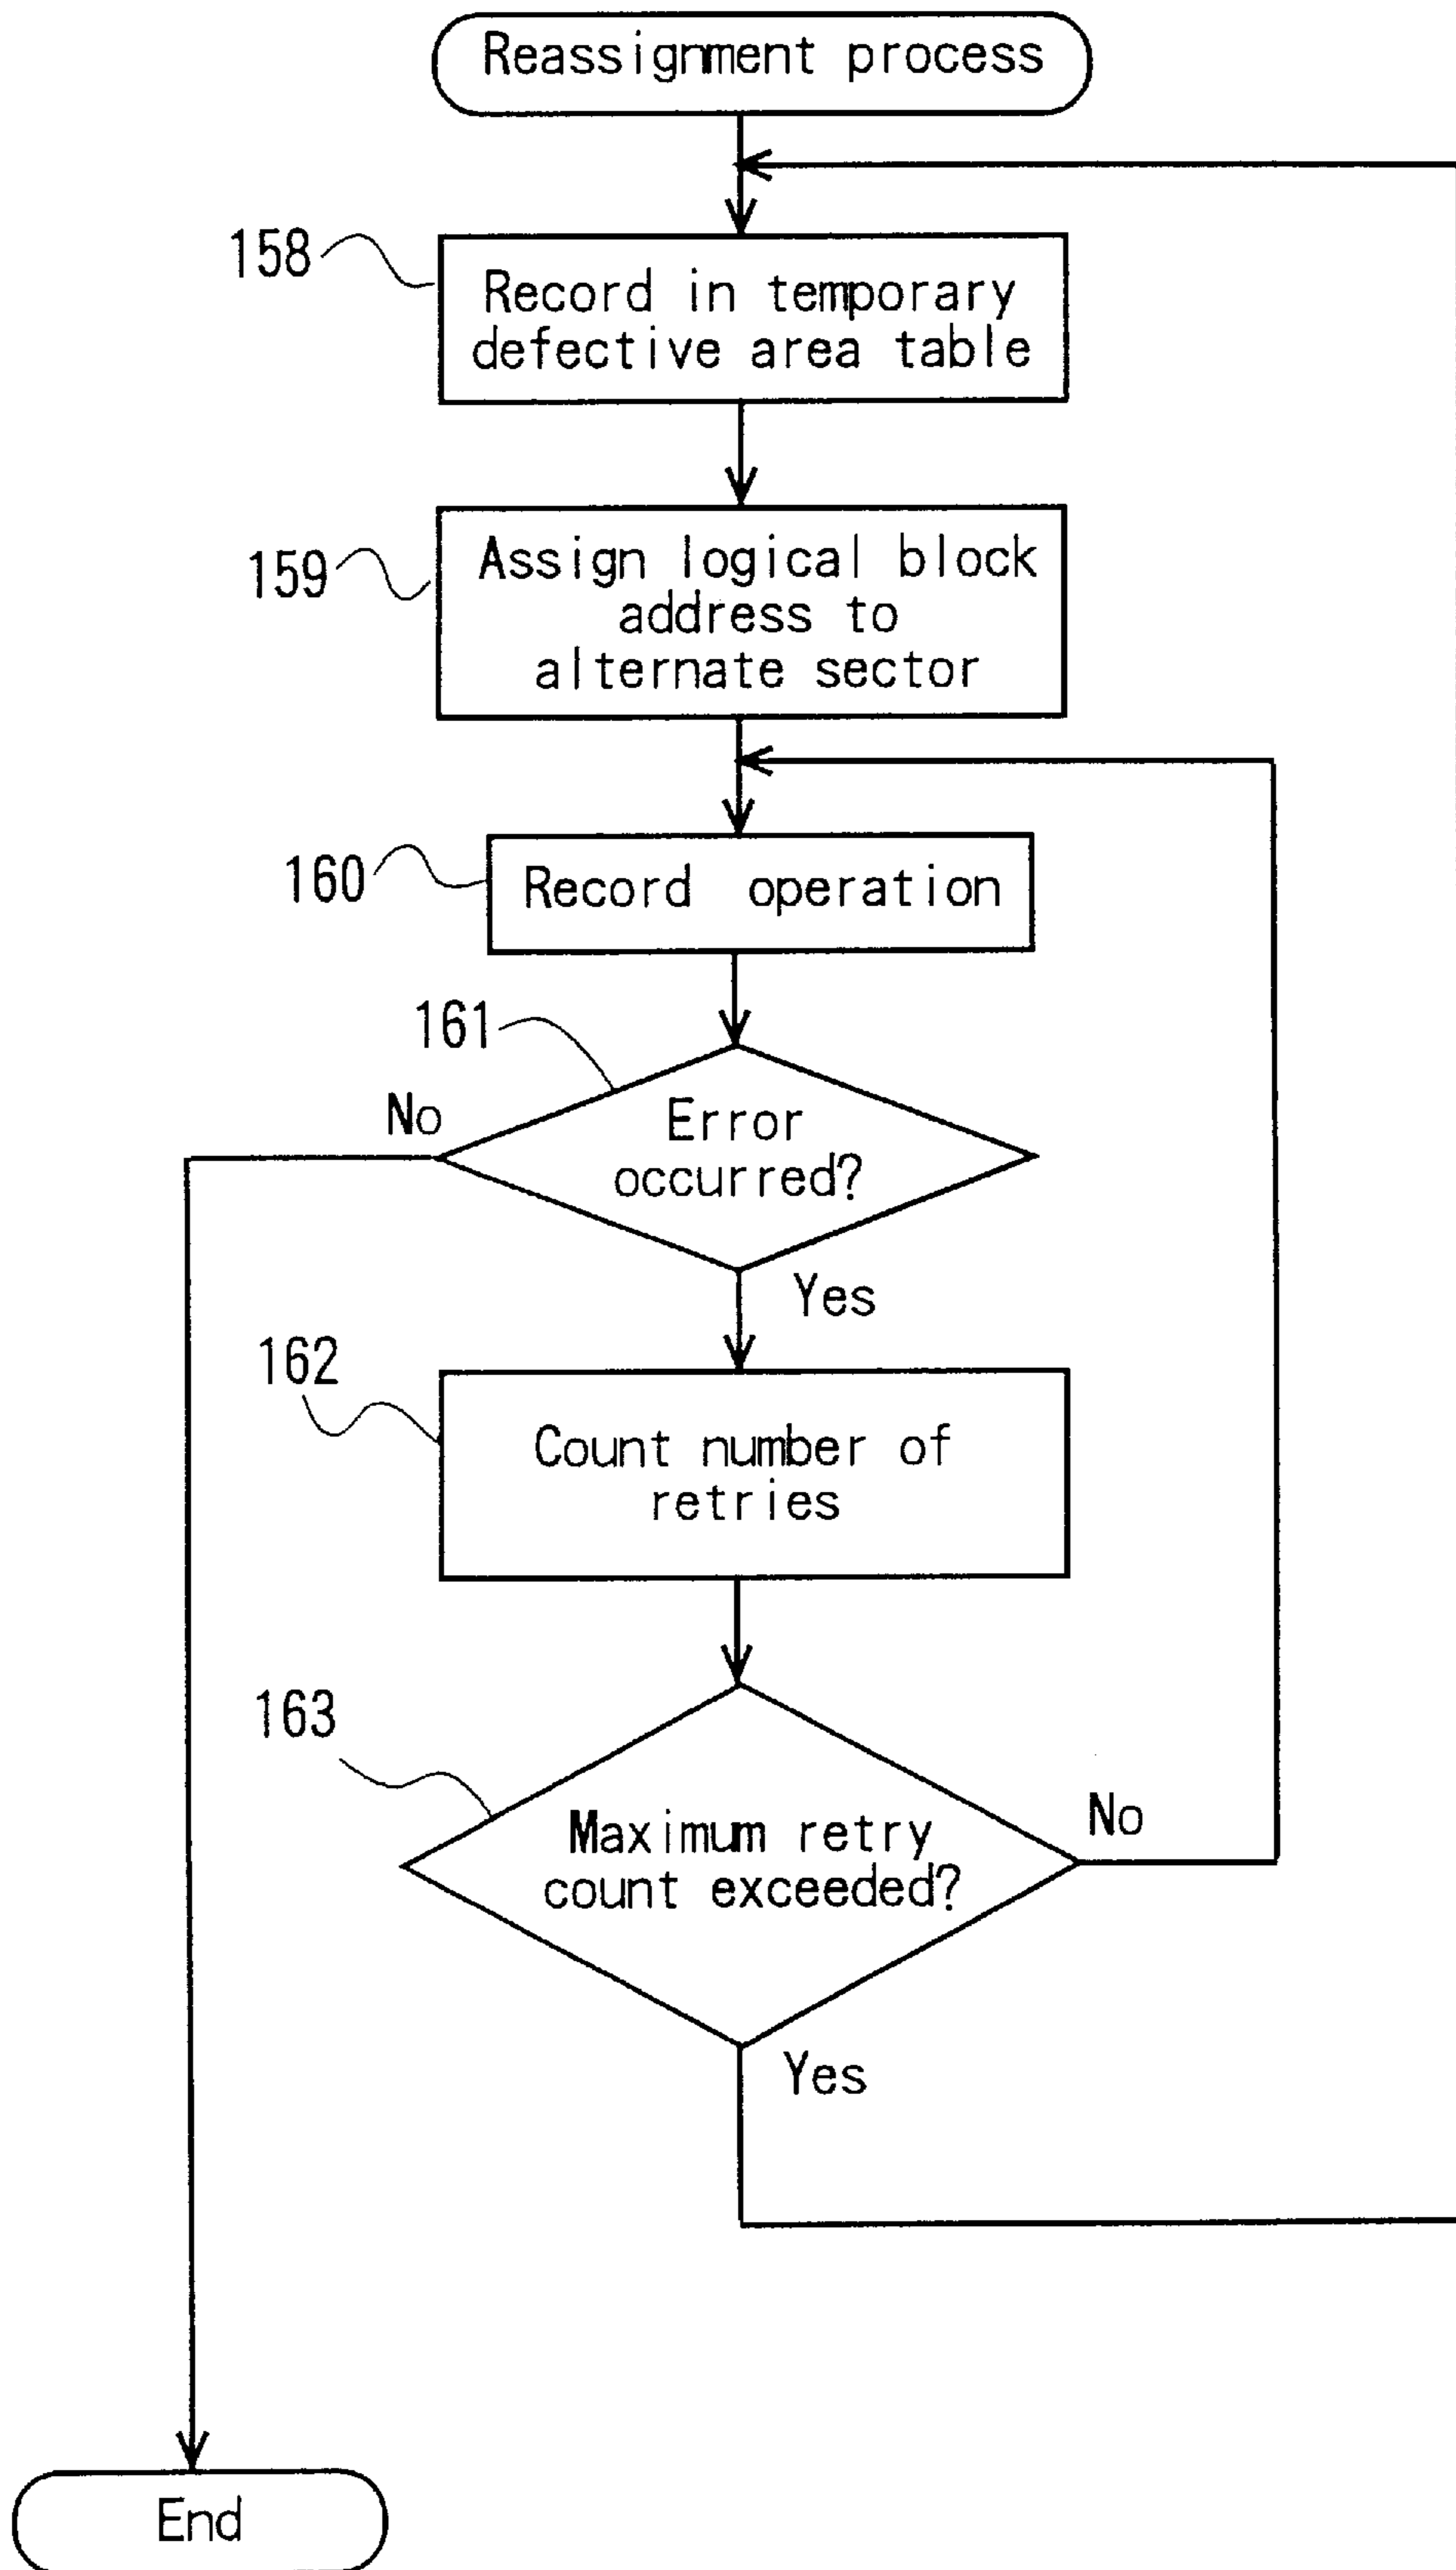 Reassignment process
158
Record in temporary
defective area table
159
Assign logical block
address to
alternate sector
160
Record operation
161
No
Error
occurred?
Yes
162
Count number of
retries
163
Maximum retry
count exceeded?
No
Yes
End